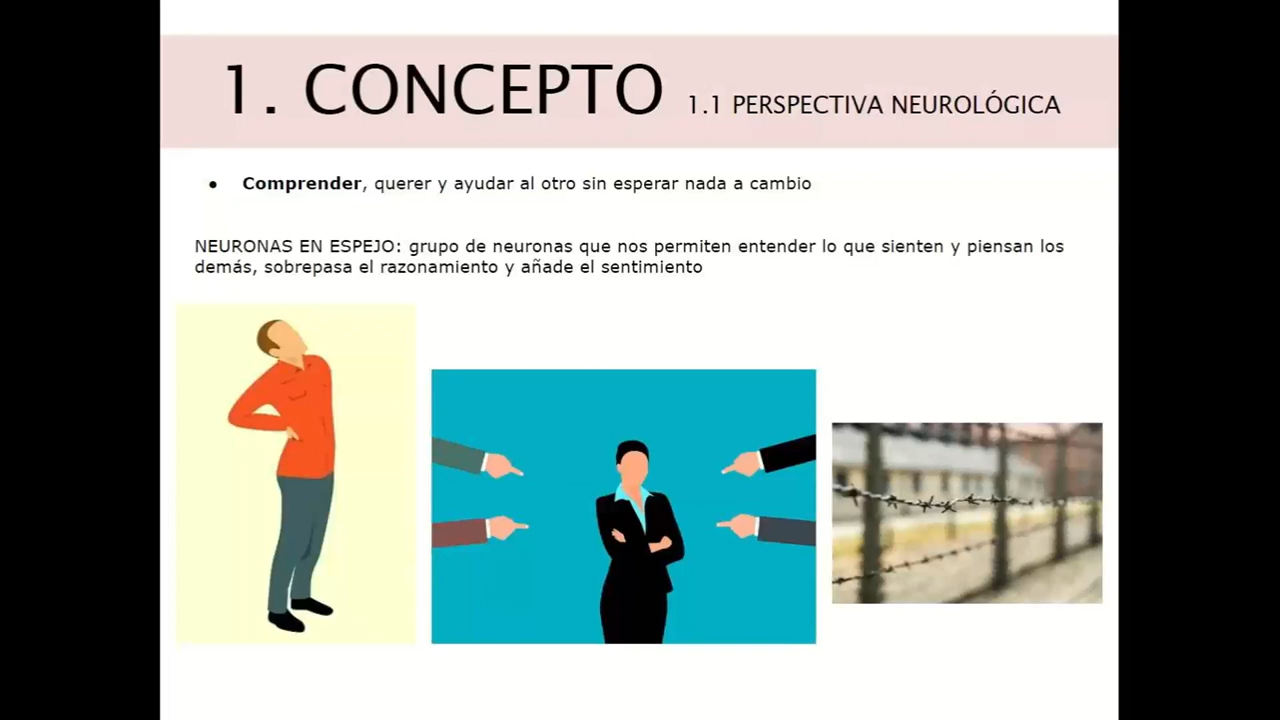 1. CONCEPTO 1.1 PERSPECTIVA NEUROLÓGICA
• Comprender, querer y ayudar al otro sin esperar nada a cambio
NEURONAS EN ESPEJO: grupo de neuronas que nos permiten entender lo que sienten y piensan los
demás, sobrepasa el razonamiento y añade el sentimiento